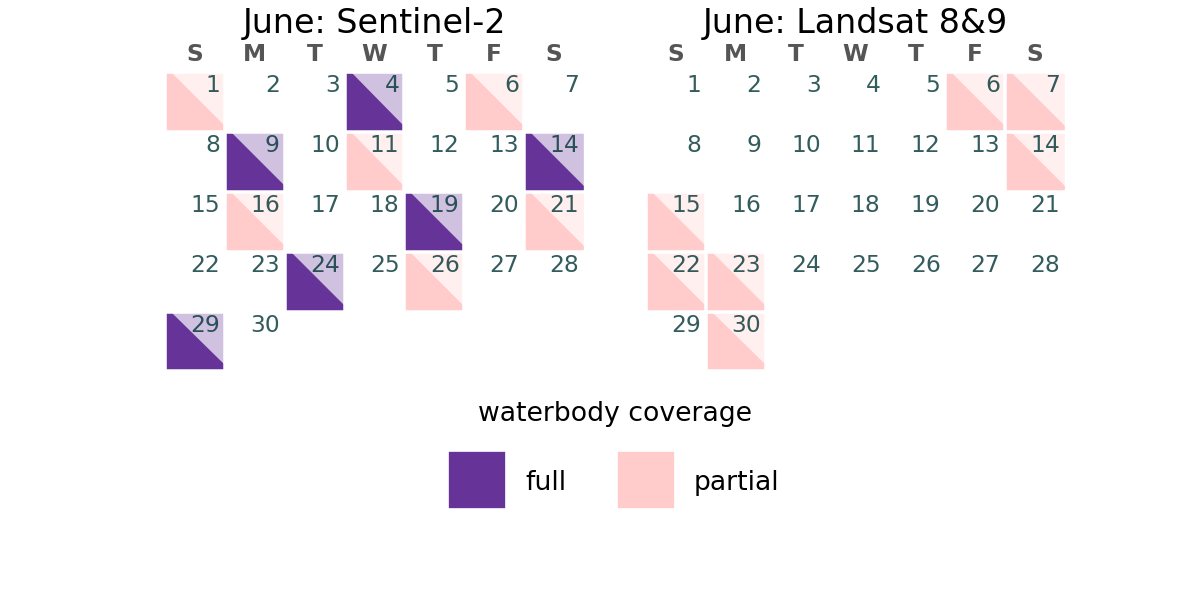 June: Sentinel-2
S M T W T F S
1 2 3 4 5 6 7
8 9 10 11 12 13 14
15 16 17 18 19 20 21
22 23 24 25 26 27 28
29 30
June: Landsat 8&9
S M T W T F S
1 2 3 4 5 6 7
8 9 10 11 12 13 14
15 16 17 18 19 20 21
22 23 24 25 26 27 28
29 30
waterbody coverage
full partial